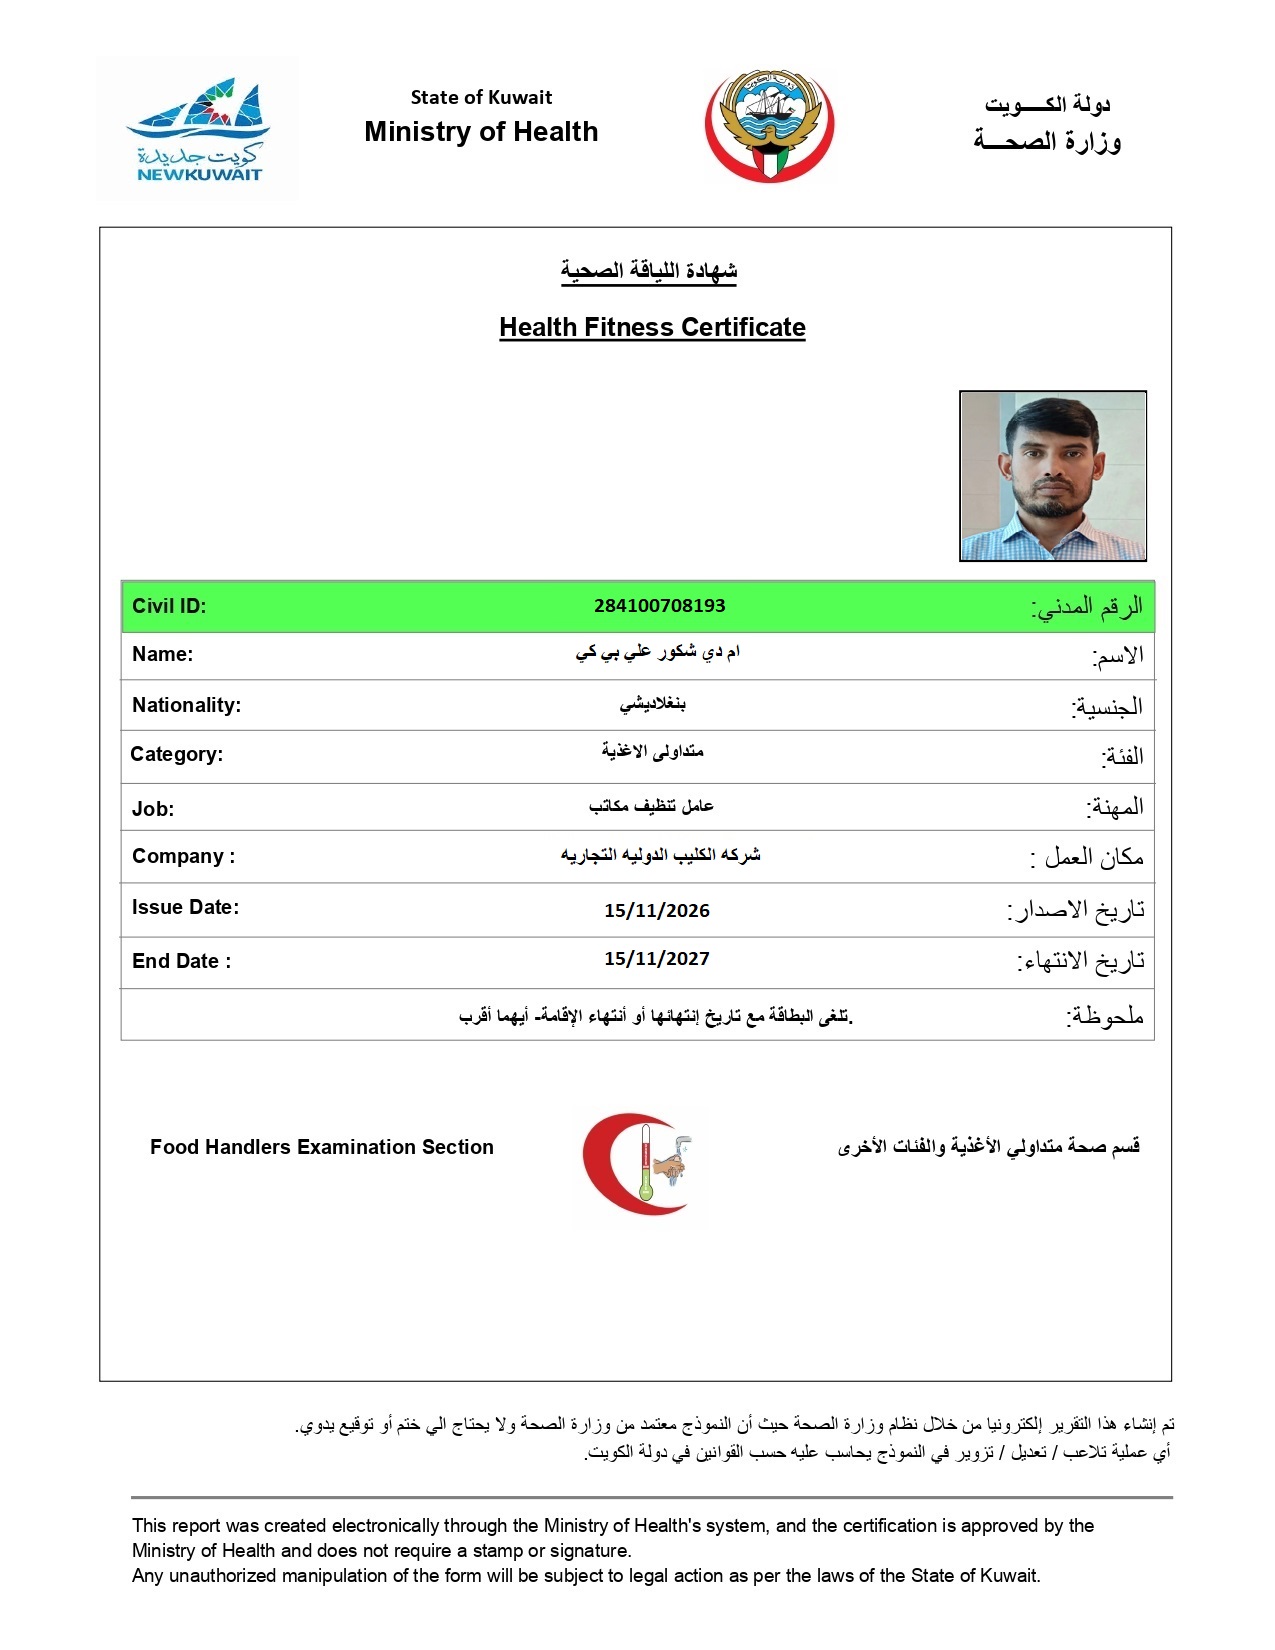 كويت جديدة
NEWKUWAIT
State of Kuwait
Ministry of Health
دولة الكـــــويت
وزارة الصحـــة
شهادة اللياقة الصحية
Health Fitness Certificate
Civil ID: 284100708193 الرقم المدني:
Name: ام دي شكور علي بي كي الاسم:
Nationality: بنغلاديشي الجنسية:
Category: متداولى الاغذية الفئة:
Job: عامل تنظيف مكاتب المهنة:
Company : شركه الكليب الدوليه التجاريه مكان العمل :
Issue Date: 15/11/2026 تاريخ الاصدار:
End Date : 15/11/2027 تاريخ الانتهاء:
ملحوظة: تلغى البطاقة مع تاريخ إنتهائها أو أنتهاء الإقامة- أيهما أقرب.
Food Handlers Examination Section
قسم صحة متداولي الأغذية والفئات الأخرى
تم إنشاء هذا التقرير إلكترونيا من خلال نظام وزارة الصحة حيث أن النموذج معتمد من وزارة الصحة ولا يحتاج الي ختم أو توقيع يدوي.
أي عملية تلاعب / تعديل / تزوير في النموذج يحاسب عليه حسب القوانين في دولة الكويت.
This report was created electronically through the Ministry of Health's system, and the certification is approved by the
Ministry of Health and does not require a stamp or signature.
Any unauthorized manipulation of the form will be subject to legal action as per the laws of the State of Kuwait.